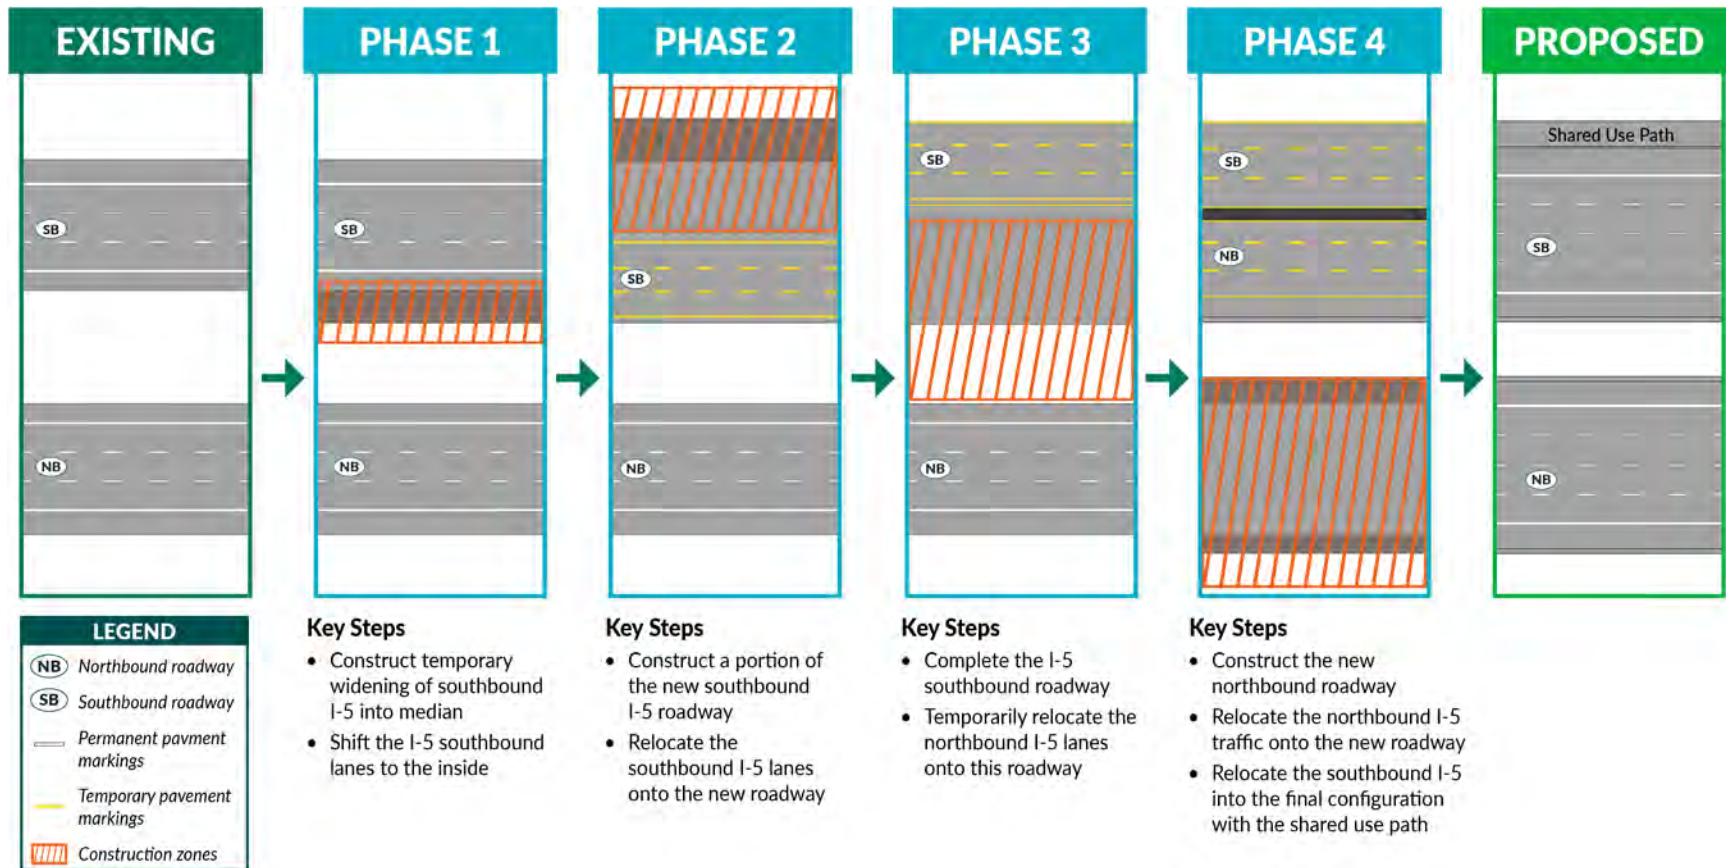 EXISTING
PHASE 1
PHASE 2
PHASE 3
PHASE 4
PROPOSED
SB
NB
SB
NB
SB
NB
SB
NB
SB
NB
Shared Use Path
SB
NB
LEGEND
NB Northbound roadway
SB Southbound roadway
Permanent pavment
markings
Temporary pavement
markings
Construction zones
Key Steps
• Construct temporary
widening of southbound
I-5 into median
• Shift the I-5 southbound
lanes to the inside
Key Steps
• Construct a portion of
the new southbound
I-5 roadway
• Relocate the
southbound I-5 lanes
onto the new roadway
Key Steps
• Complete the I-5
southbound roadway
• Temporarily relocate the
northbound I-5 lanes
onto this roadway
Key Steps
• Construct the new
northbound roadway
• Relocate the northbound I-5
traffic onto the new roadway
• Relocate the southbound I-5
into the final configuration
with the shared use path